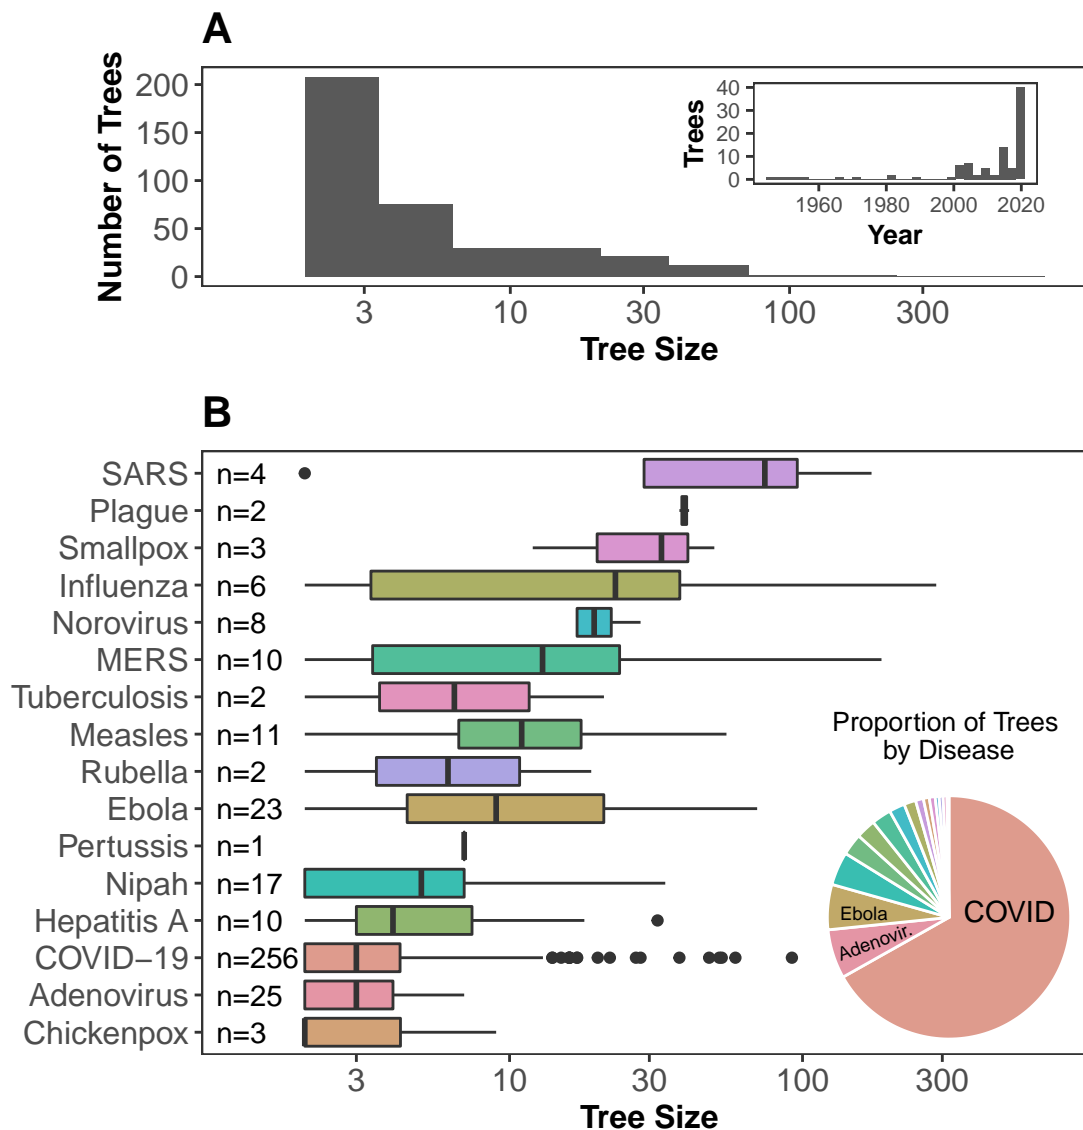 A
Number of Trees
200
150
100
50
0
3 10 30 100 300
Tree Size
Trees
40
30
20
10
0
1960 1980 2000 2020
Year
B
SARS n=4
Plague n=2
Smallpox n=3
Influenza n=6
Norovirus n=8
MERS n=10
Tuberculosis n=2
Measles n=11
Rubella n=2
Ebola n=23
Pertussis n=1
Nipah n=17
Hepatitis A n=10
COVID−19 n=256
Adenovirus n=25
Chickenpox n=3
3 10 30 100 300
Tree Size
Proportion of Trees
by Disease
COVID
Ebola
Adenovir.